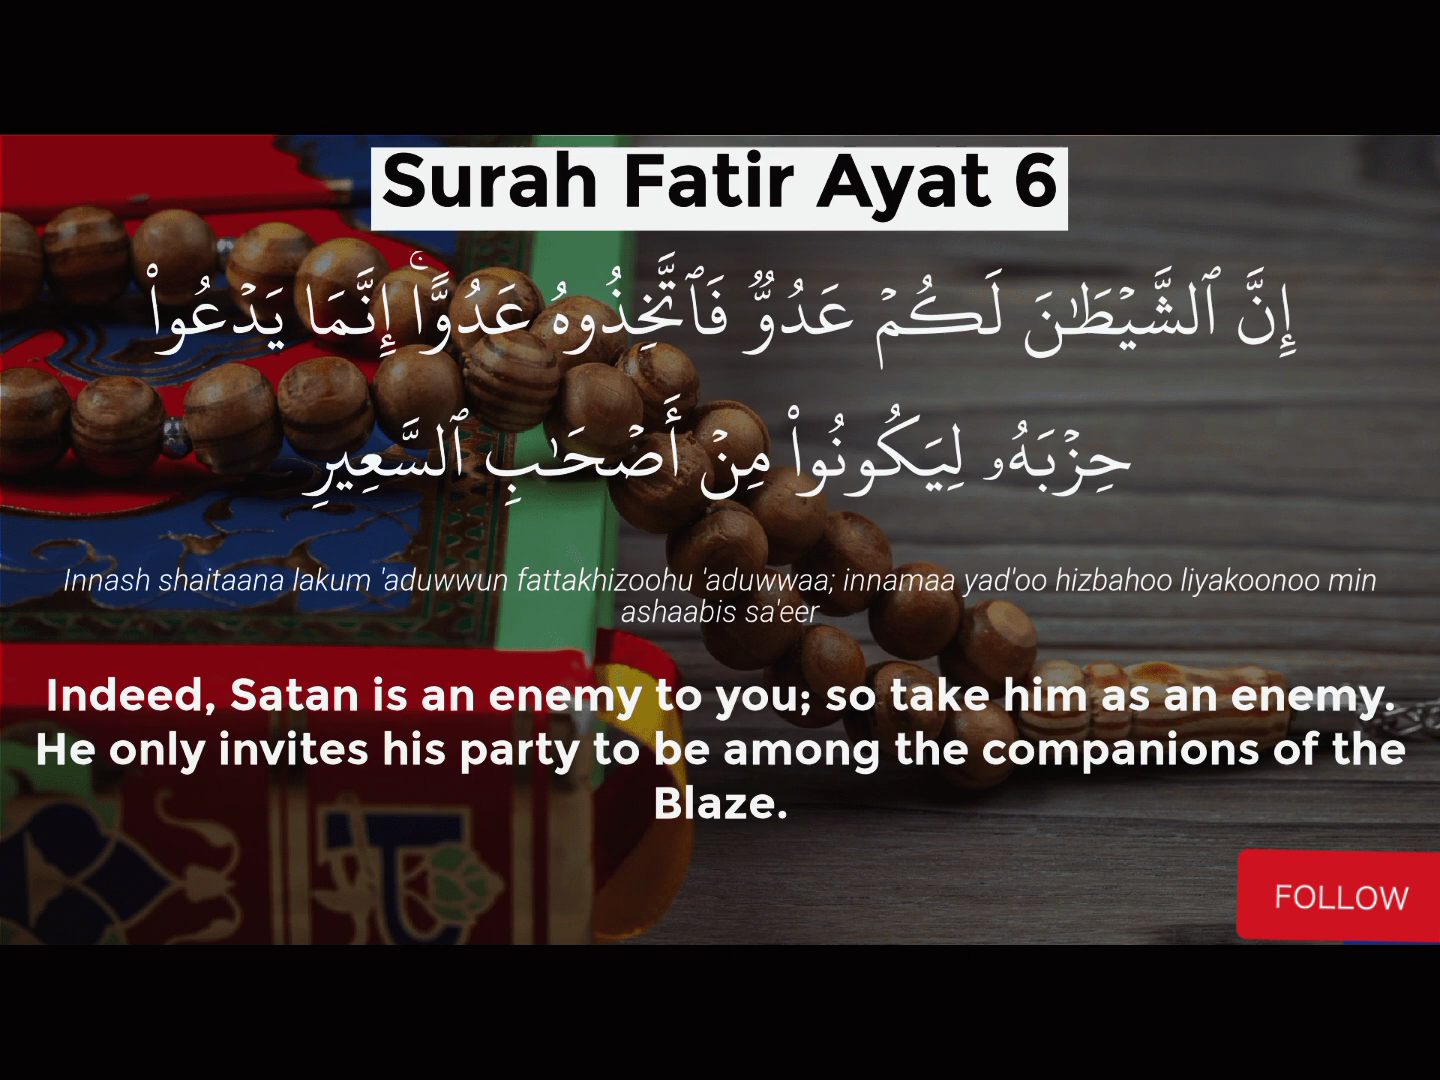 Surah Fatir Ayat 6
إِنَّ ٱلشَّيۡطَٰنَ لَكُمۡ عَدُوّٞ فَٱتَّخِذُوهُ عَدُوًّاۚ إِنَّمَا يَدۡعُواْ
حِزۡبَهُۥ لِيَكُونُواْ مِنۡ أَصۡحَٰبِ ٱلسَّعِيرِ
Innash shaitaana lakum 'aduwwun fattakhizoohu 'aduwwaa; innamaa yad'oo hizbahoo liyakoonoo min
ashaabis sa'eer
Indeed, Satan is an enemy to you; so take him as an enemy.
He only invites his party to be among the companions of the
Blaze.
FOLLOW